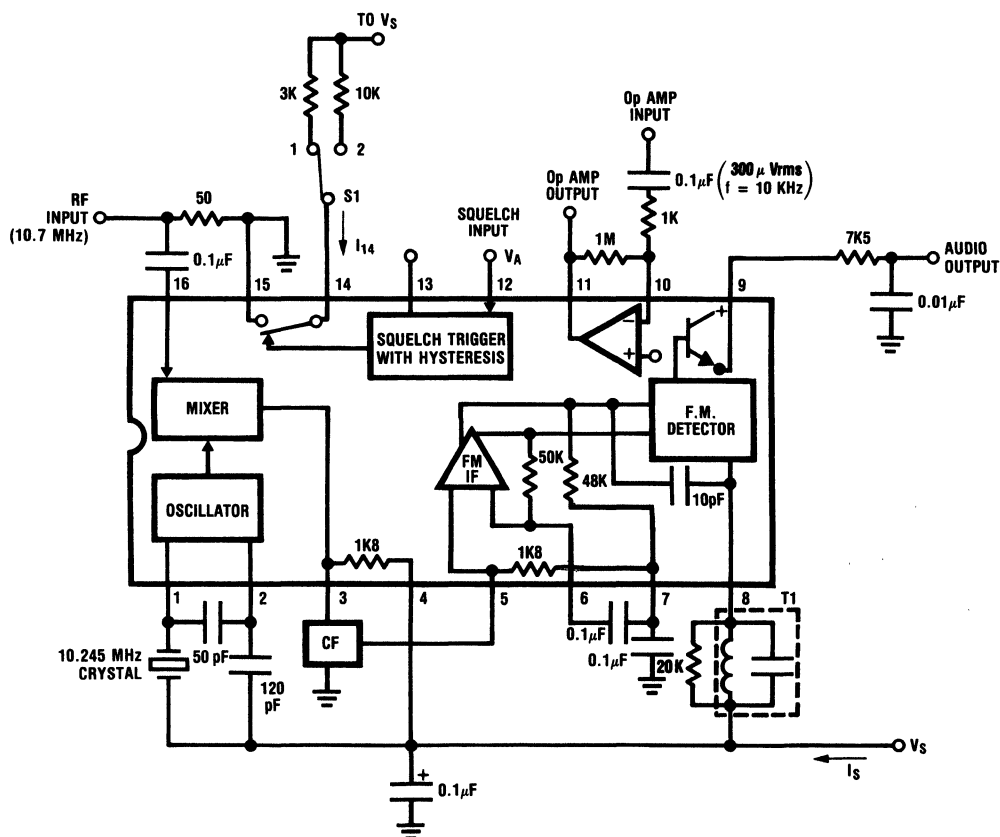 TO VS
3K
10K
1
2
S1
I14
RF
INPUT
(10.7 MHz)
50
0.1µF
Op AMP
INPUT
0.1µF (300 µ Vrms
f = 10 KHz)
1K
Op AMP
OUTPUT
1M
SQUELCH
INPUT
VA
7K5
AUDIO
OUTPUT
0.01µF
16
15
14
13
12
11
10
9
SQUELCH TRIGGER
WITH HYSTERESIS
−
+
+
MIXER
OSCILLATOR
F.M.
DETECTOR
FM
IF
50K
48K
10pF
1K8
1K8
1
2
3
4
5
6
7
8
T1
50 pF
10.245 MHz
CRYSTAL
120
pF
CF
0.1µF
0.1µF
20K
VS
IS
+
0.1µF